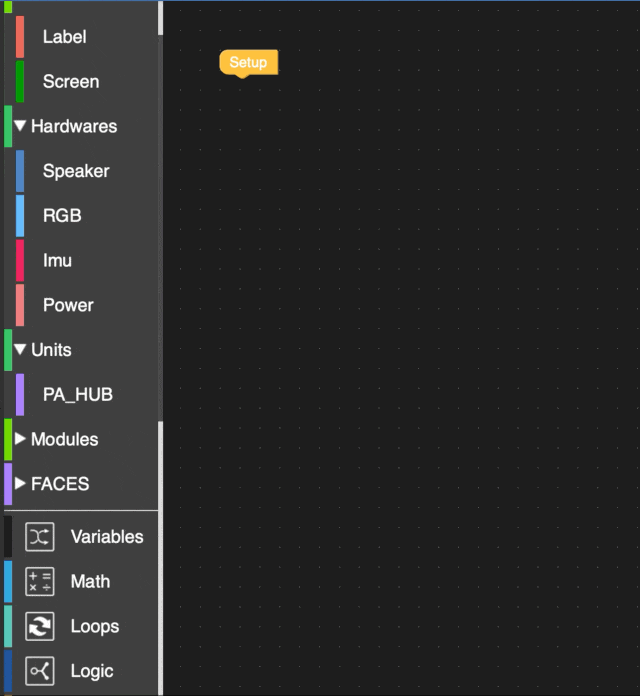 Label
Screen
Hardwares
Speaker
RGB
Imu
Power
Units
PA_HUB
Modules
FACES
Variables
Math
Loops
Logic
Setup